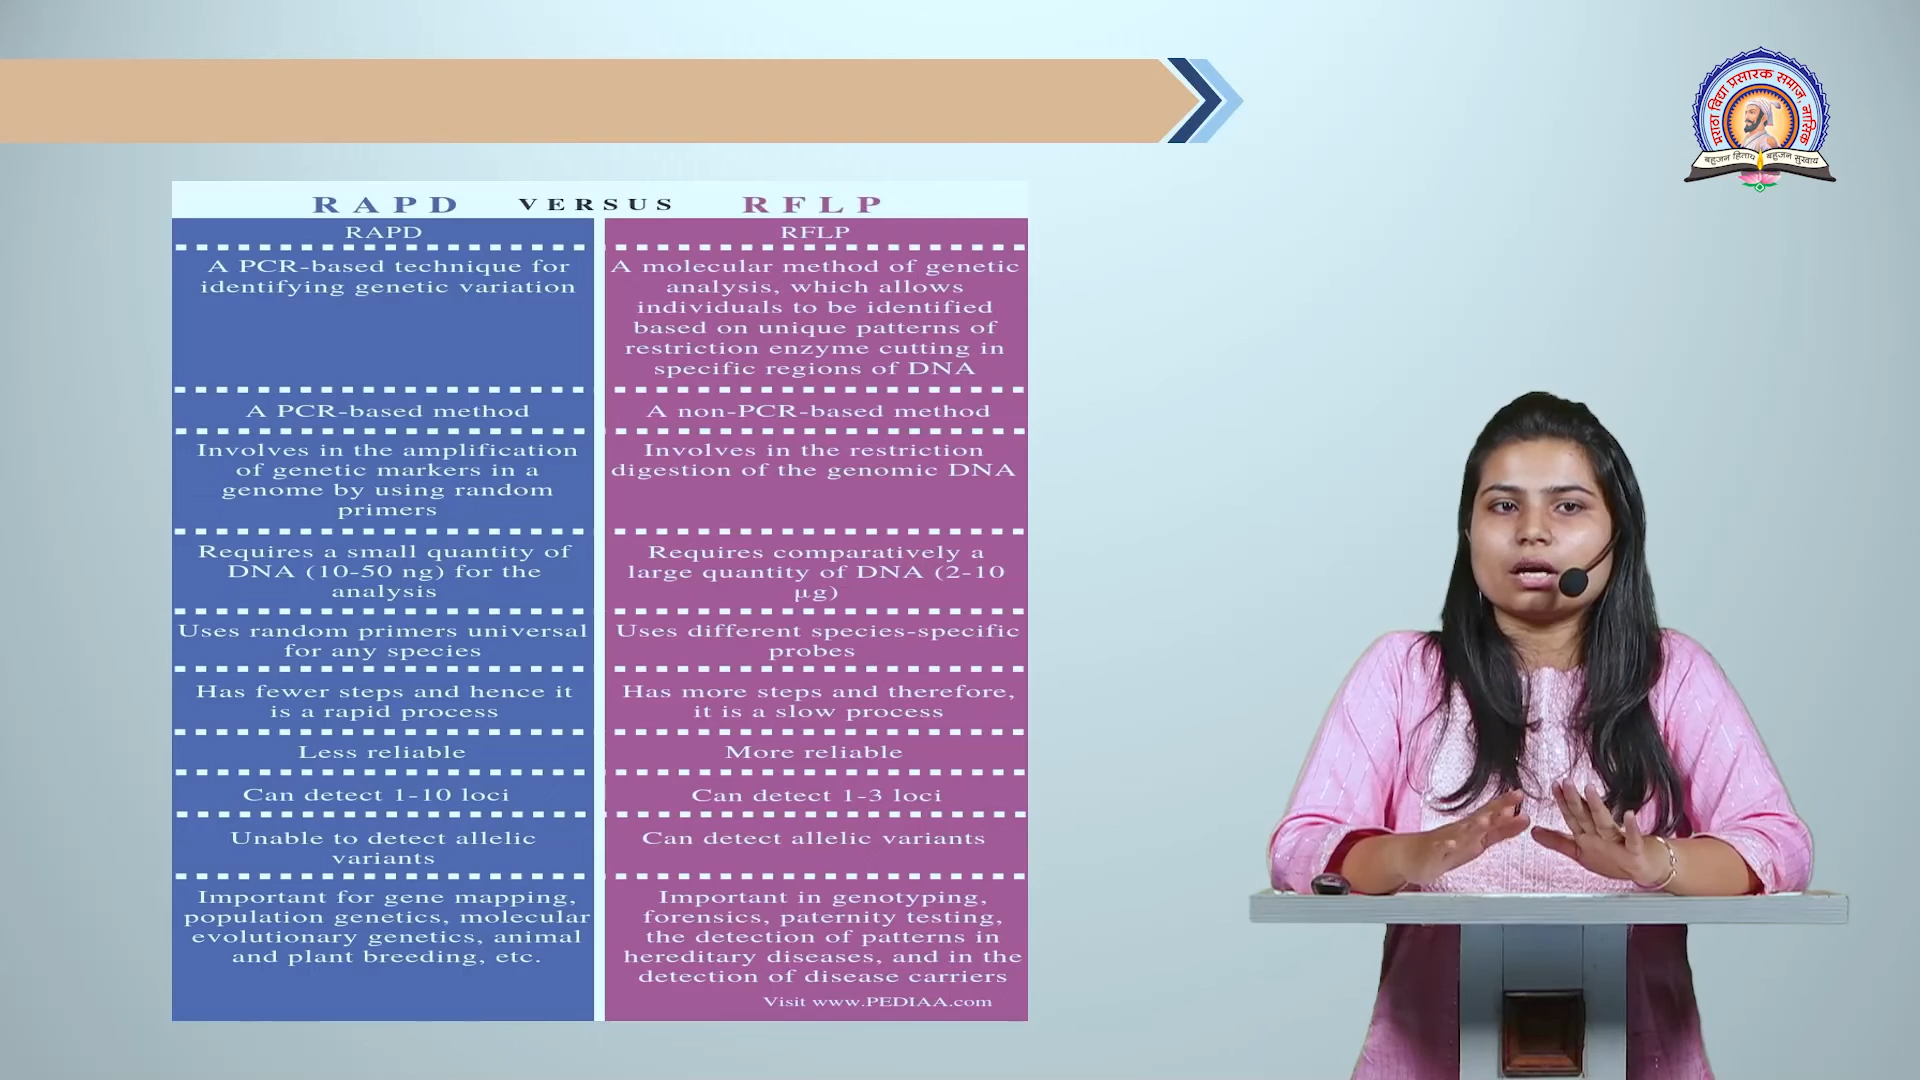 मराठा विद्या प्रसारक समाज, नासिक
बहुजन हिताय बहुजन सुखाय
RAPD VERSUS RFLP
RAPD
A PCR-based technique for
identifying genetic variation
A PCR-based method
Involves in the amplification
of genetic markers in a
genome by using random
primers
Requires a small quantity of
DNA (10-50 ng) for the
analysis
Uses random primers universal
for any species
Has fewer steps and hence it
is a rapid process
Less reliable
Can detect 1-10 loci
Unable to detect allelic
variants
Important for gene mapping,
population genetics, molecular
evolutionary genetics, animal
and plant breeding, etc.
RFLP
A molecular method of genetic
analysis, which allows
individuals to be identified
based on unique patterns of
restriction enzyme cutting in
specific regions of DNA
A non-PCR-based method
Involves in the restriction
digestion of the genomic DNA
Requires comparatively a
large quantity of DNA (2-10
μg)
Uses different species-specific
probes
Has more steps and therefore,
it is a slow process
More reliable
Can detect 1-3 loci
Can detect allelic variants
Important in genotyping,
forensics, paternity testing,
the detection of patterns in
hereditary diseases, and in the
detection of disease carriers
Visit www.PEDIAA.com